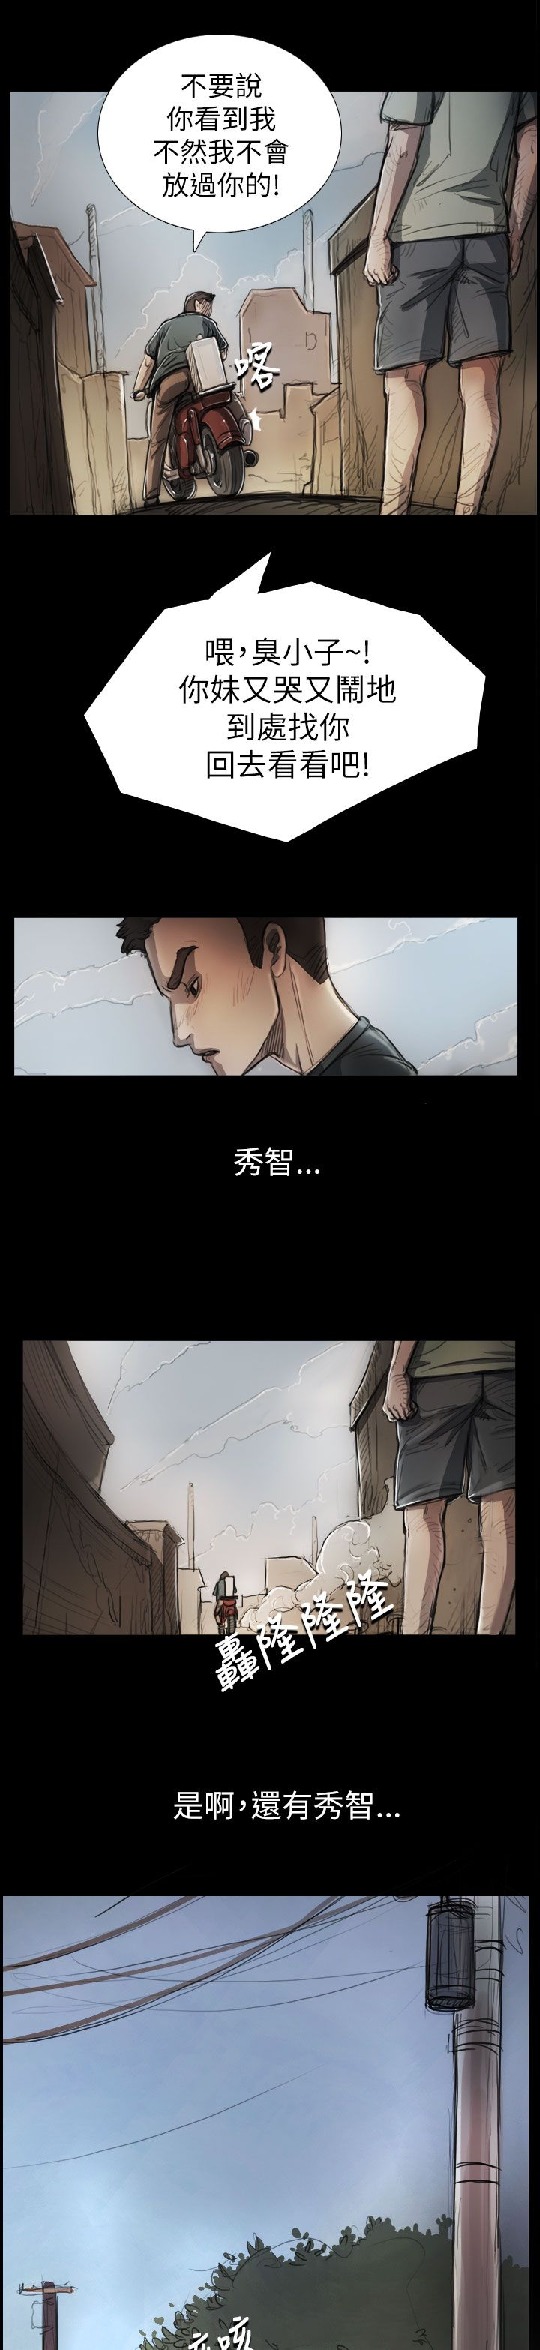 不要說
你看到我
不然我不會
放過你的!
喀
喂,臭小子~!
你妹又哭又鬧地
到處找你
回去看看吧!
秀智...
轟隆隆隆
是啊,還有秀智...
咳